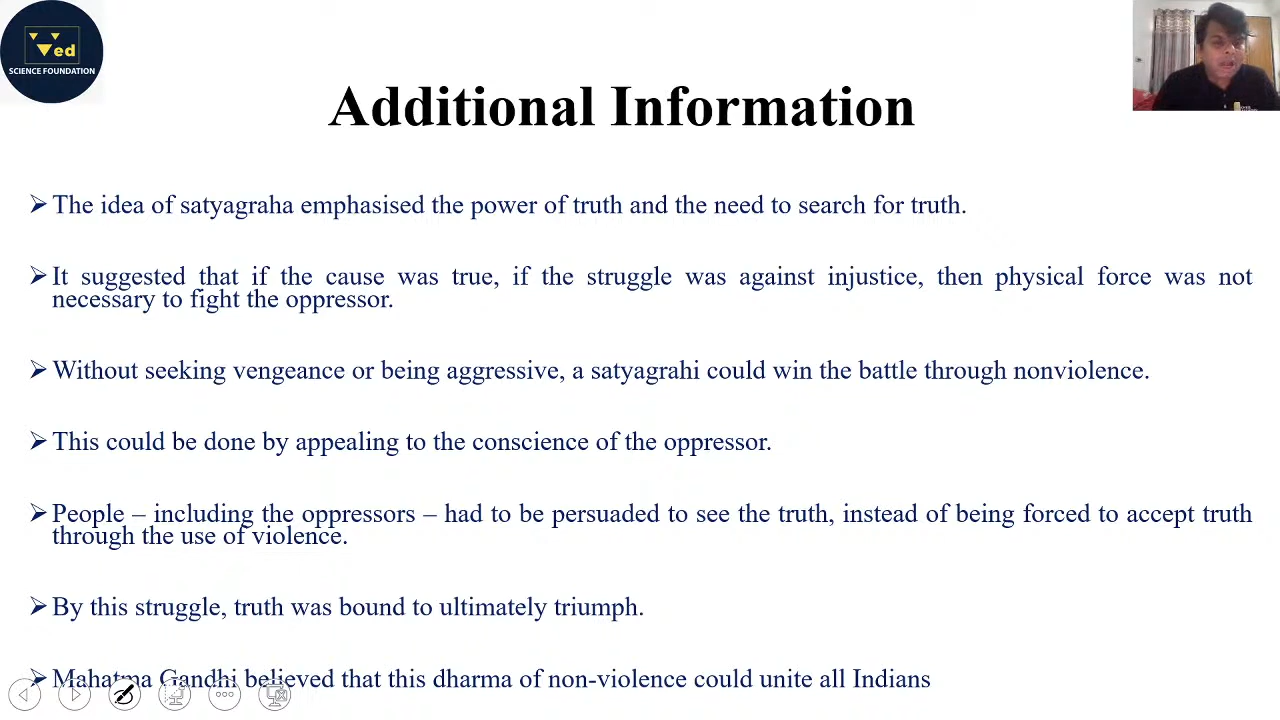 Ved
SCIENCE FOUNDATION
Additional Information
The idea of satyagraha emphasised the power of truth and the need to search for truth.
It suggested that if the cause was true, if the struggle was against injustice, then physical force was not
necessary to fight the oppressor.
Without seeking vengeance or being aggressive, a satyagrahi could win the battle through nonviolence.
This could be done by appealing to the conscience of the oppressor.
People – including the oppressors – had to be persuaded to see the truth, instead of being forced to accept truth
through the use of violence.
By this struggle, truth was bound to ultimately triumph.
Mahatma Gandhi believed that this dharma of non-violence could unite all Indians